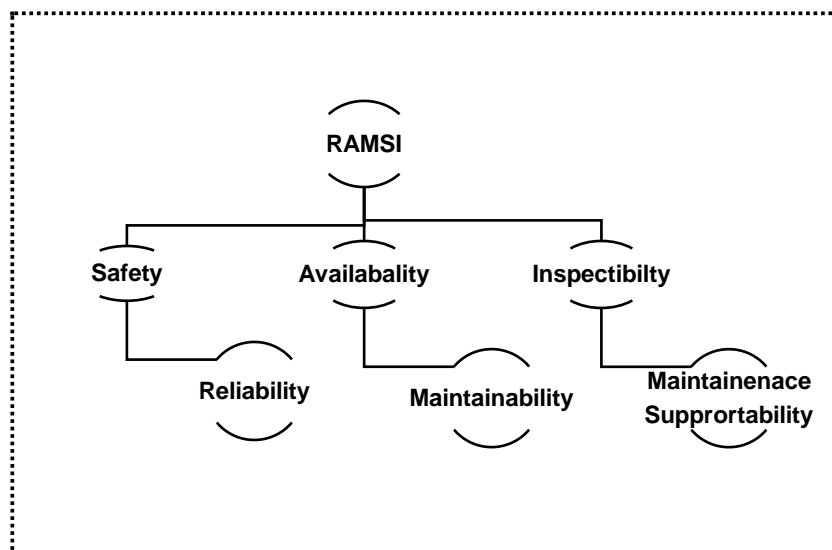 RAMSI
Safety
Availabality
Inspectibilty
Reliability
Maintainability
Maintainenace
Supprortability